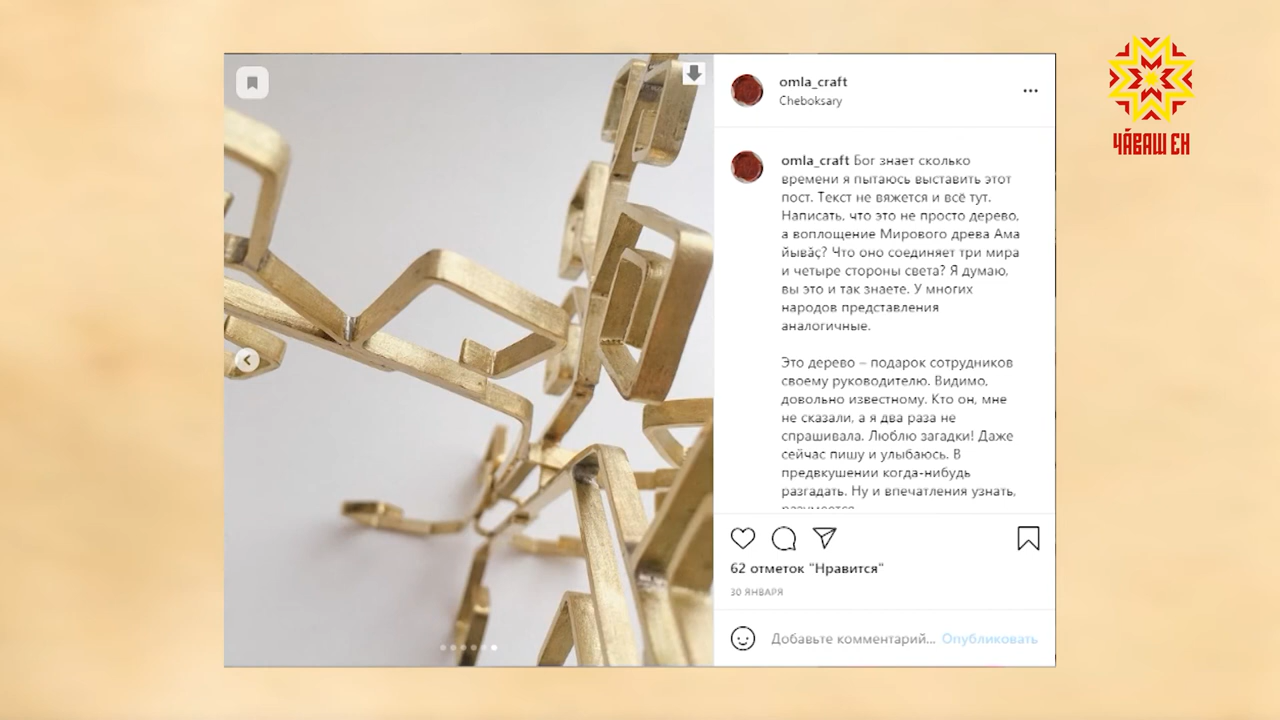 ЧӐВАШ ЕН
omla_craft
Cheboksary
omla_craft Бог знает сколько
времени я пытаюсь выставить этот
пост. Текст не вяжется и всё тут.
Написать, что это не просто дерево,
а воплощение Мирового древа Ама
йывăҫ? Что оно соединяет три мира
и четыре стороны света? Я думаю,
вы это и так знаете. У многих
народов представления
аналогичные.
Это дерево – подарок сотрудников
своему руководителю. Видимо,
довольно известному. Кто он, мне
не сказали, а я два раза не
спрашивала. Люблю загадки! Даже
сейчас пишу и улыбаюсь. В
предвкушении когда-нибудь
разгадать. Ну и впечатления узнать,
62 отметок "Нравится"
30 ЯНВАРЯ
Добавьте комментарий... Опубликовать